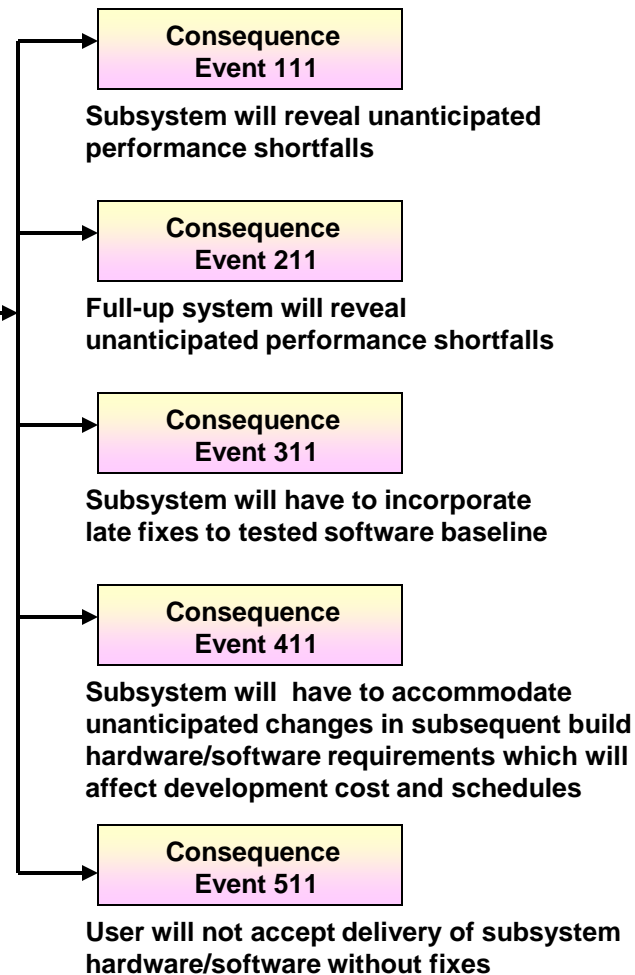 Consequence
Event 111
Subsystem will reveal unanticipated
performance shortfalls
Consequence
Event 211
Full-up system will reveal
unanticipated performance shortfalls
Consequence
Event 311
Subsystem will have to incorporate
late fixes to tested software baseline
Consequence
Event 411
Subsystem will  have to accommodate
unanticipated changes in subsequent build
hardware/software requirements which will
affect development cost and schedules
Consequence
Event 511
User will not accept delivery of subsystem
hardware/software without fixes